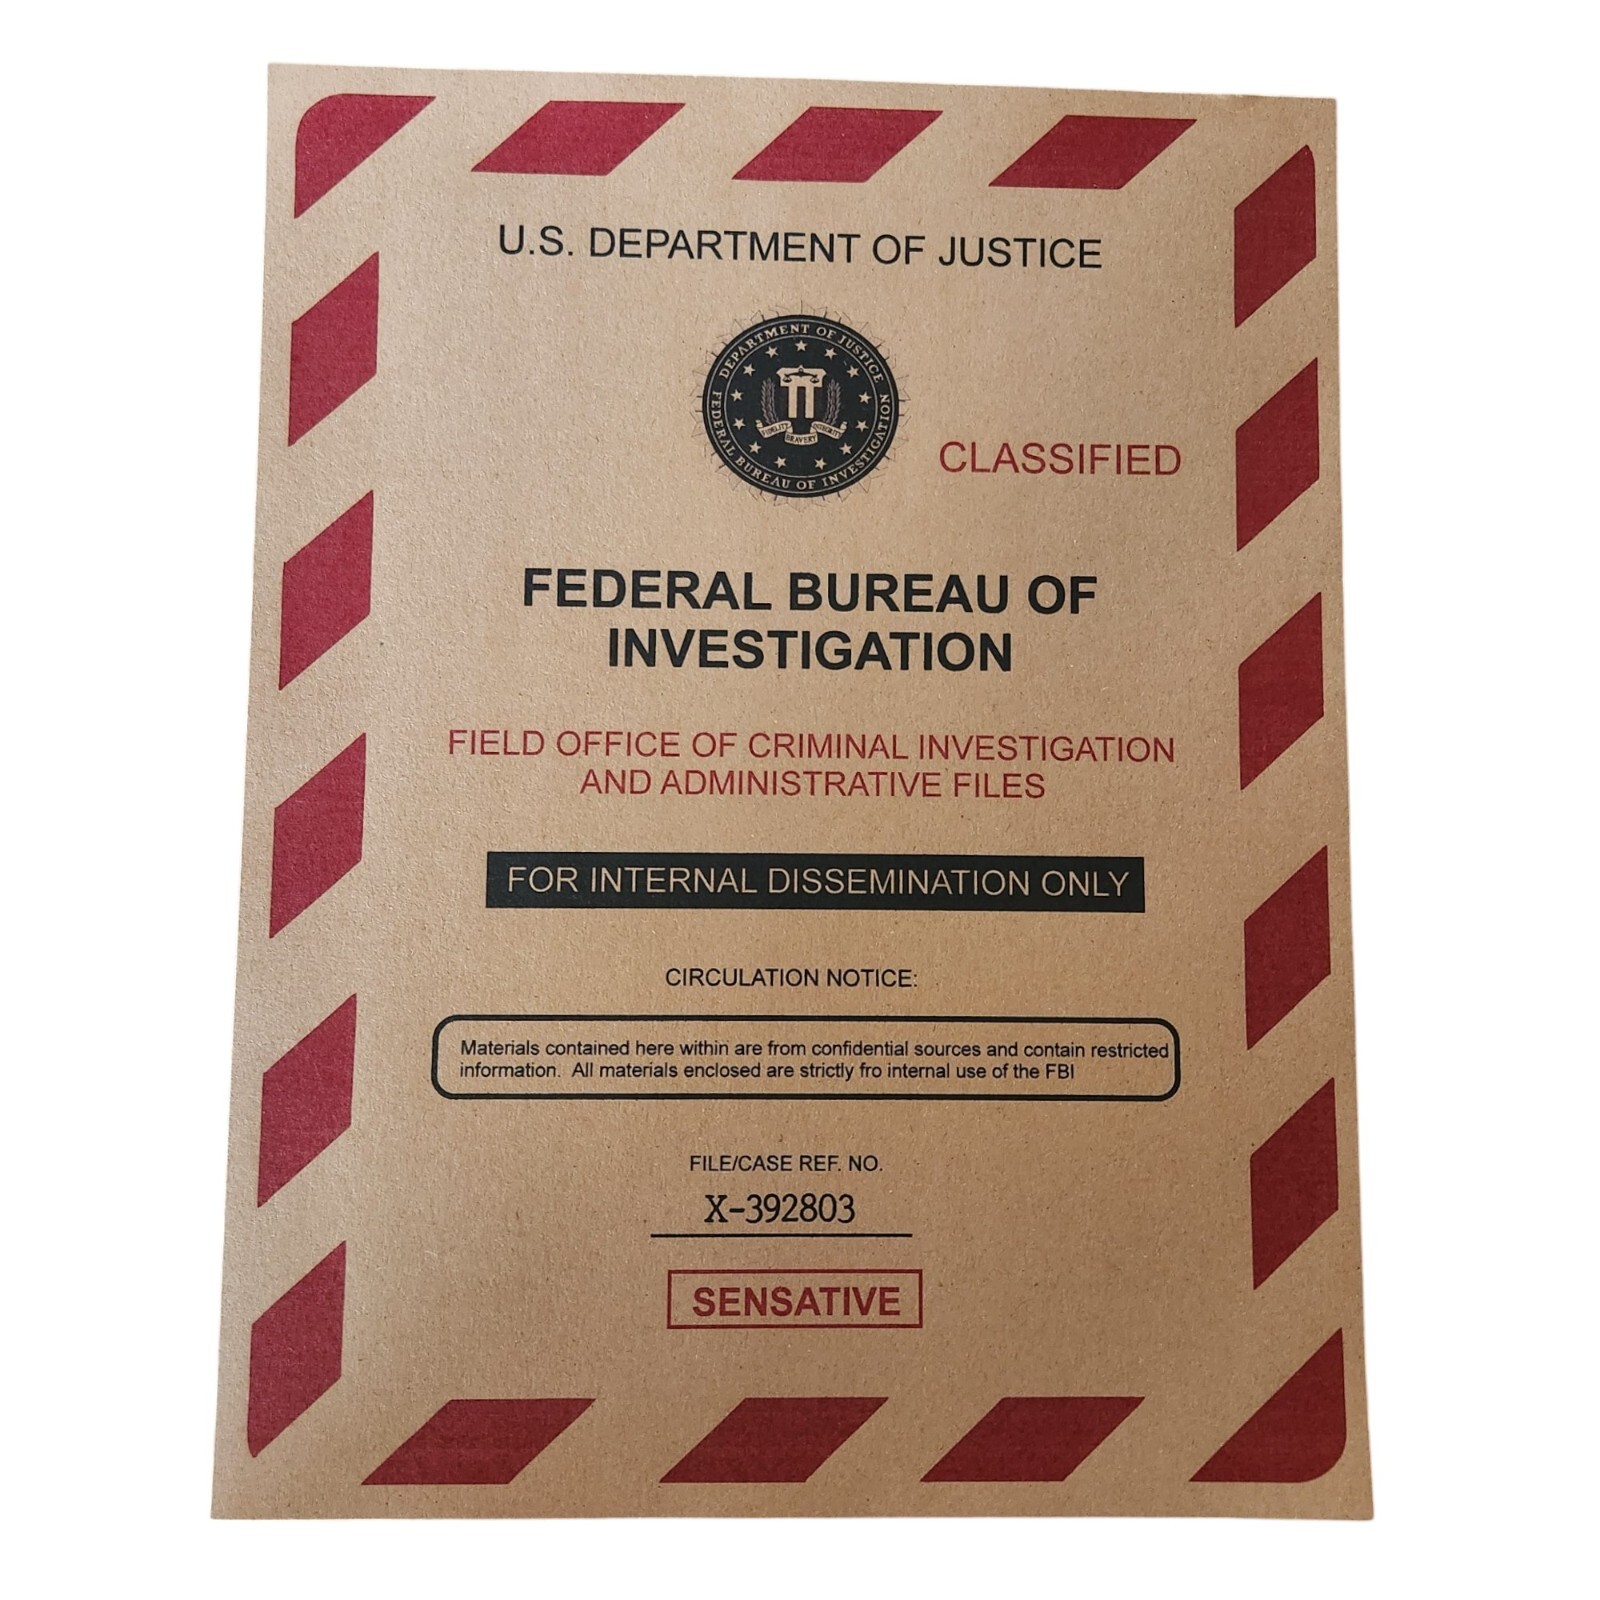 U.S. DEPARTMENT OF JUSTICE
DEPARTMENT OF JUSTICE
FIDELITY BRAVERY INTEGRITY
FEDERAL BUREAU OF INVESTIGATION
CLASSIFIED
FEDERAL BUREAU OF
INVESTIGATION
FIELD OFFICE OF CRIMINAL INVESTIGATION
AND ADMINISTRATIVE FILES
FOR INTERNAL DISSEMINATION ONLY
CIRCULATION NOTICE:
Materials contained here within are from confidential sources and contain restricted
information. All materials enclosed are strictly fro internal use of the FBI
FILE/CASE REF. NO.
X-392803
SENSATIVE